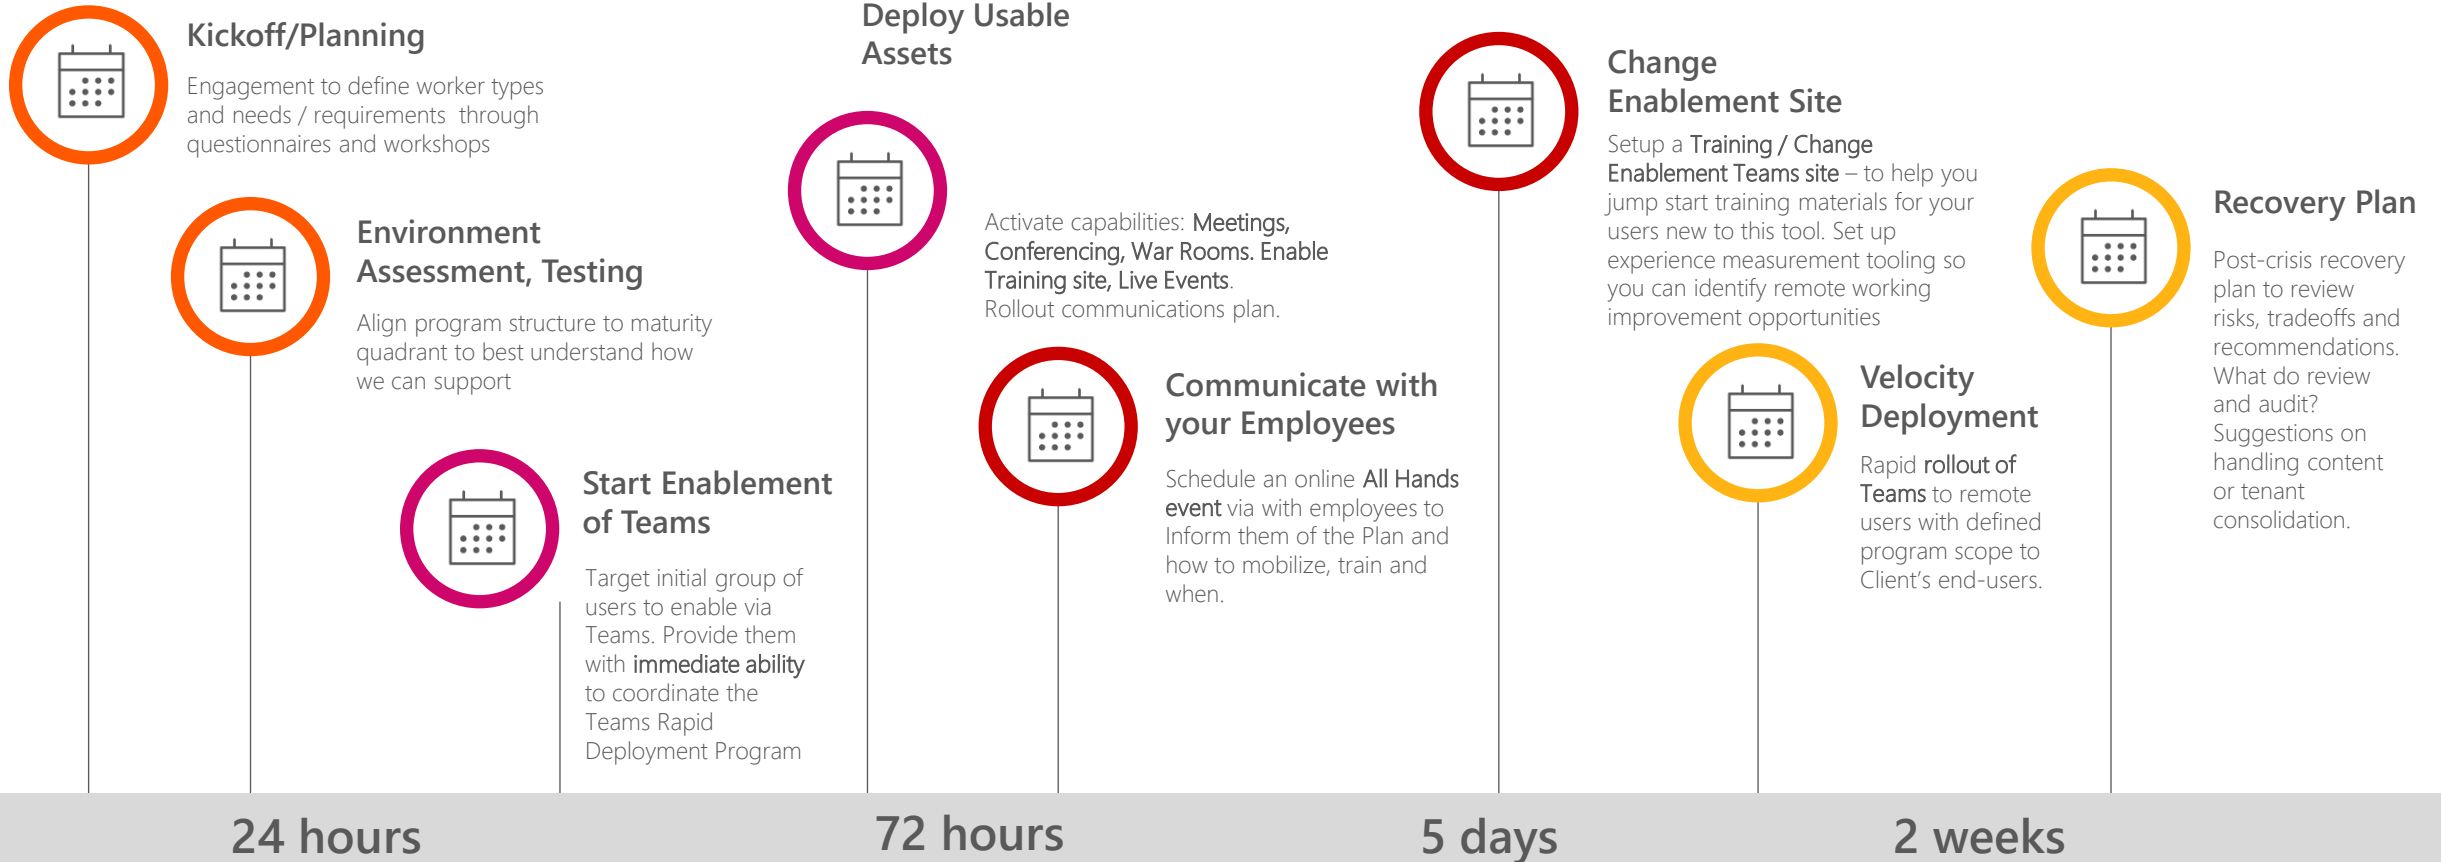 Kickoff/Planning
Engagement to define worker types
and needs / requirements through
questionnaires and workshops
Environment
Assessment, Testing
Align program structure to maturity
quadrant to best understand how
we can support
Start Enablement
of Teams
Target initial group of
users to enable via
Teams. Provide them
with immediate ability
to coordinate the
Teams Rapid
Deployment Program
Deploy Usable
Assets
Activate capabilities: Meetings,
Conferencing, War Rooms. Enable
Training site, Live Events.
Rollout communications plan.
Communicate with
your Employees
Schedule an online All Hands
event via with employees to
Inform them of the Plan and
how to mobilize, train and
when.
Change
Enablement Site
Setup a Training / Change
Enablement Teams site – to help you
jump start training materials for your
users new to this tool. Set up
experience measurement tooling so
you can identify remote working
improvement opportunities
Velocity
Deployment
Rapid rollout of
Teams to remote
users with defined
program scope to
Client’s end-users.
Recovery Plan
Post-crisis recovery
plan to review
risks, tradeoffs and
recommendations.
What do review
and audit?
Suggestions on
handling content
or tenant
consolidation.
24 hours
72 hours
5 days
2 weeks